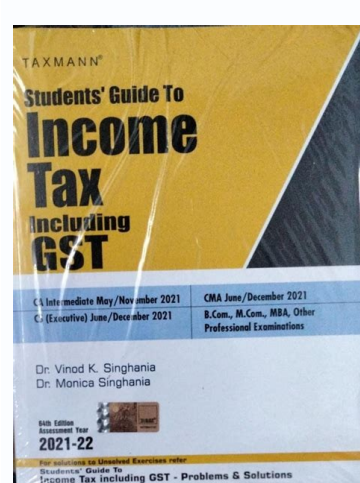 TAXMANN®
Students' Guide To
Income
Tax
Including
GST
CA Intermediate May/November 2021
CS (Executive) June/December 2021
CMA June/December 2021
B.Com., M.Com., MBA, Other
Professional Examinations
Dr. Vinod K. Singhania
Dr. Monica Singhania
64th Edition
Assessment Year
2021-22
For solutions to Unsolved Exercises refer
Students' Guide To
Income Tax including GST - Problems & Solutions